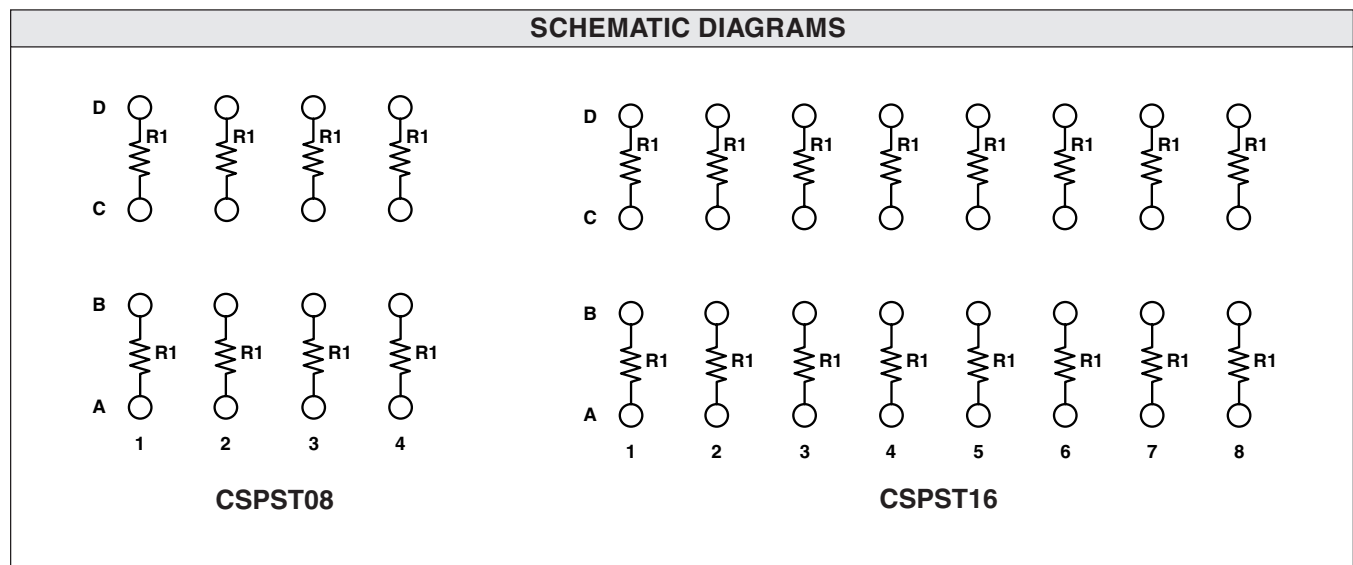 SCHEMATIC DIAGRAMS
D
R1 R1 R1 R1
C
B
R1 R1 R1 R1
A
1 2 3 4
CSPST08
D
R1 R1 R1 R1 R1 R1 R1 R1
C
B
R1 R1 R1 R1 R1 R1 R1 R1
A
1 2 3 4 5 6 7 8
CSPST16